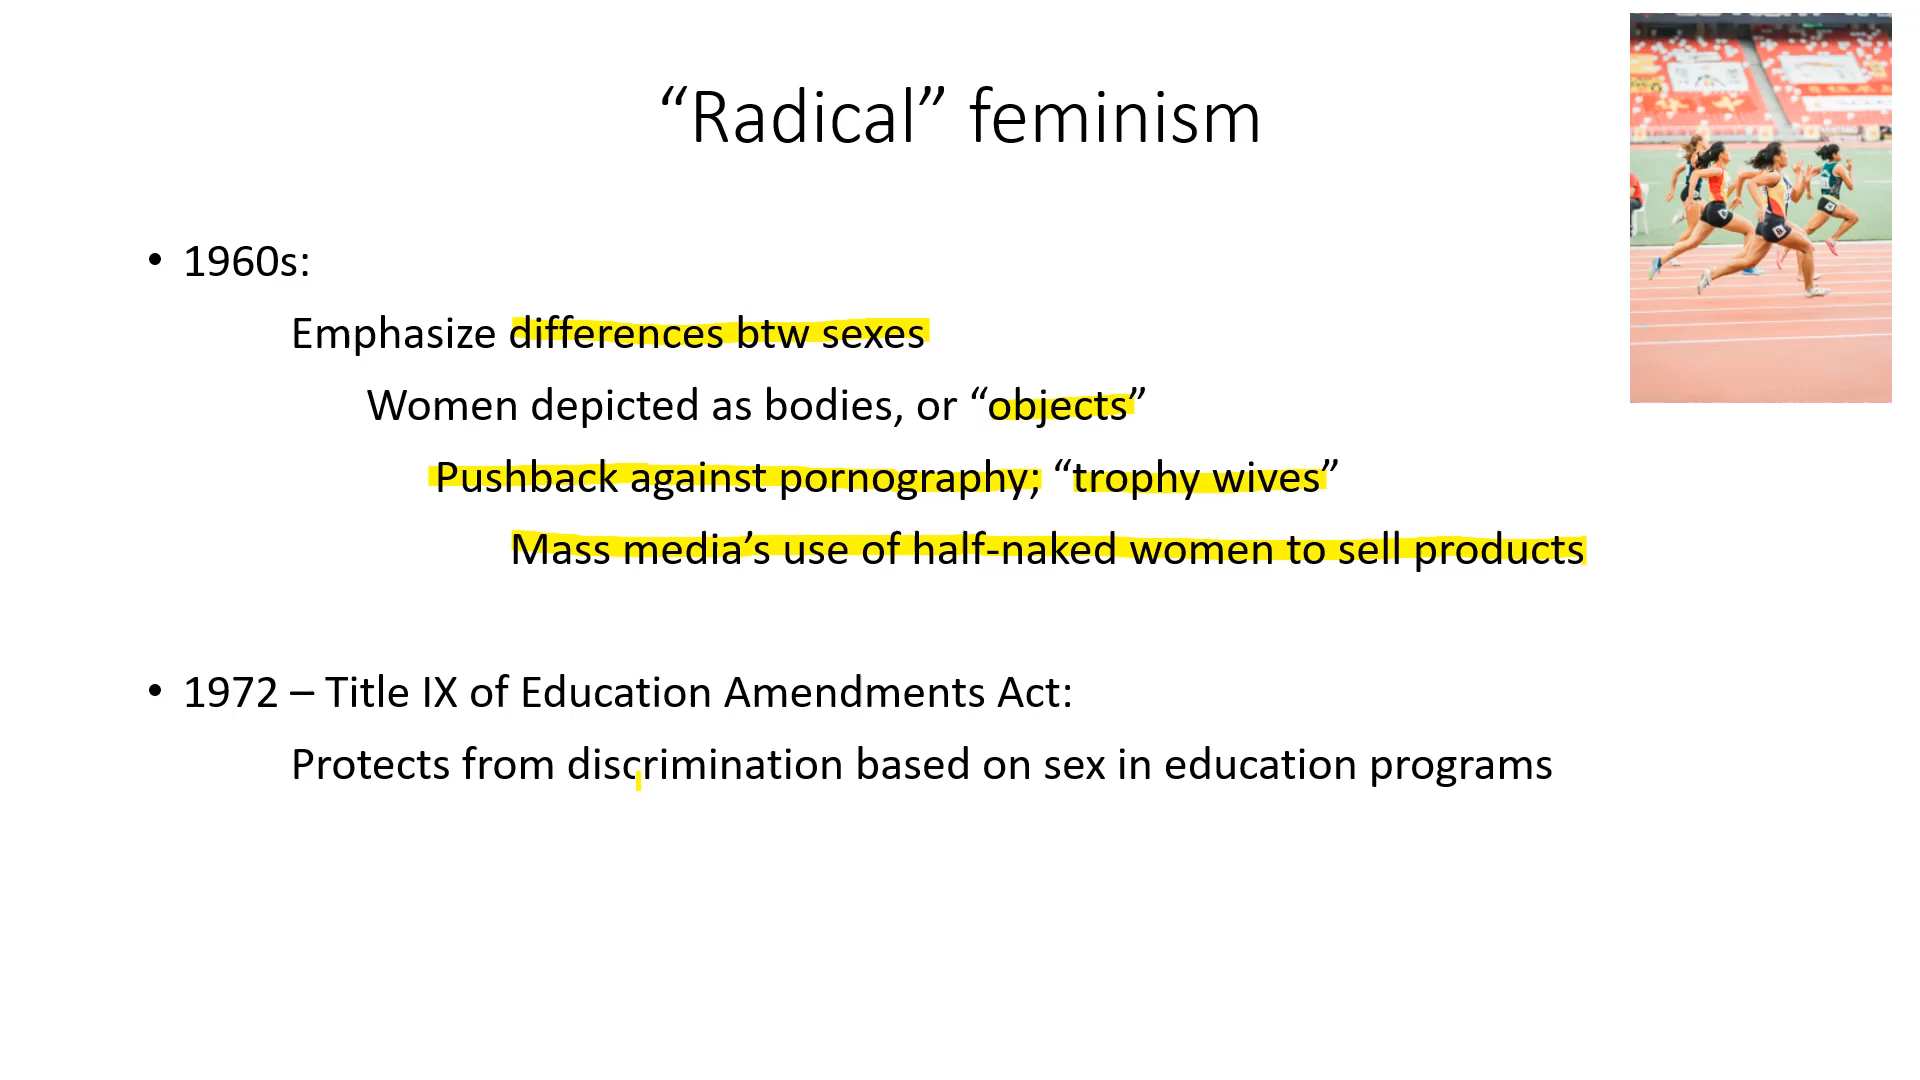 “Radical” feminism
• 1960s:
Emphasize differences btw sexes
Women depicted as bodies, or “objects”
Pushback against pornography; “trophy wives”
Mass media’s use of half-naked women to sell products
• 1972 – Title IX of Education Amendments Act:
Protects from discrimination based on sex in education programs